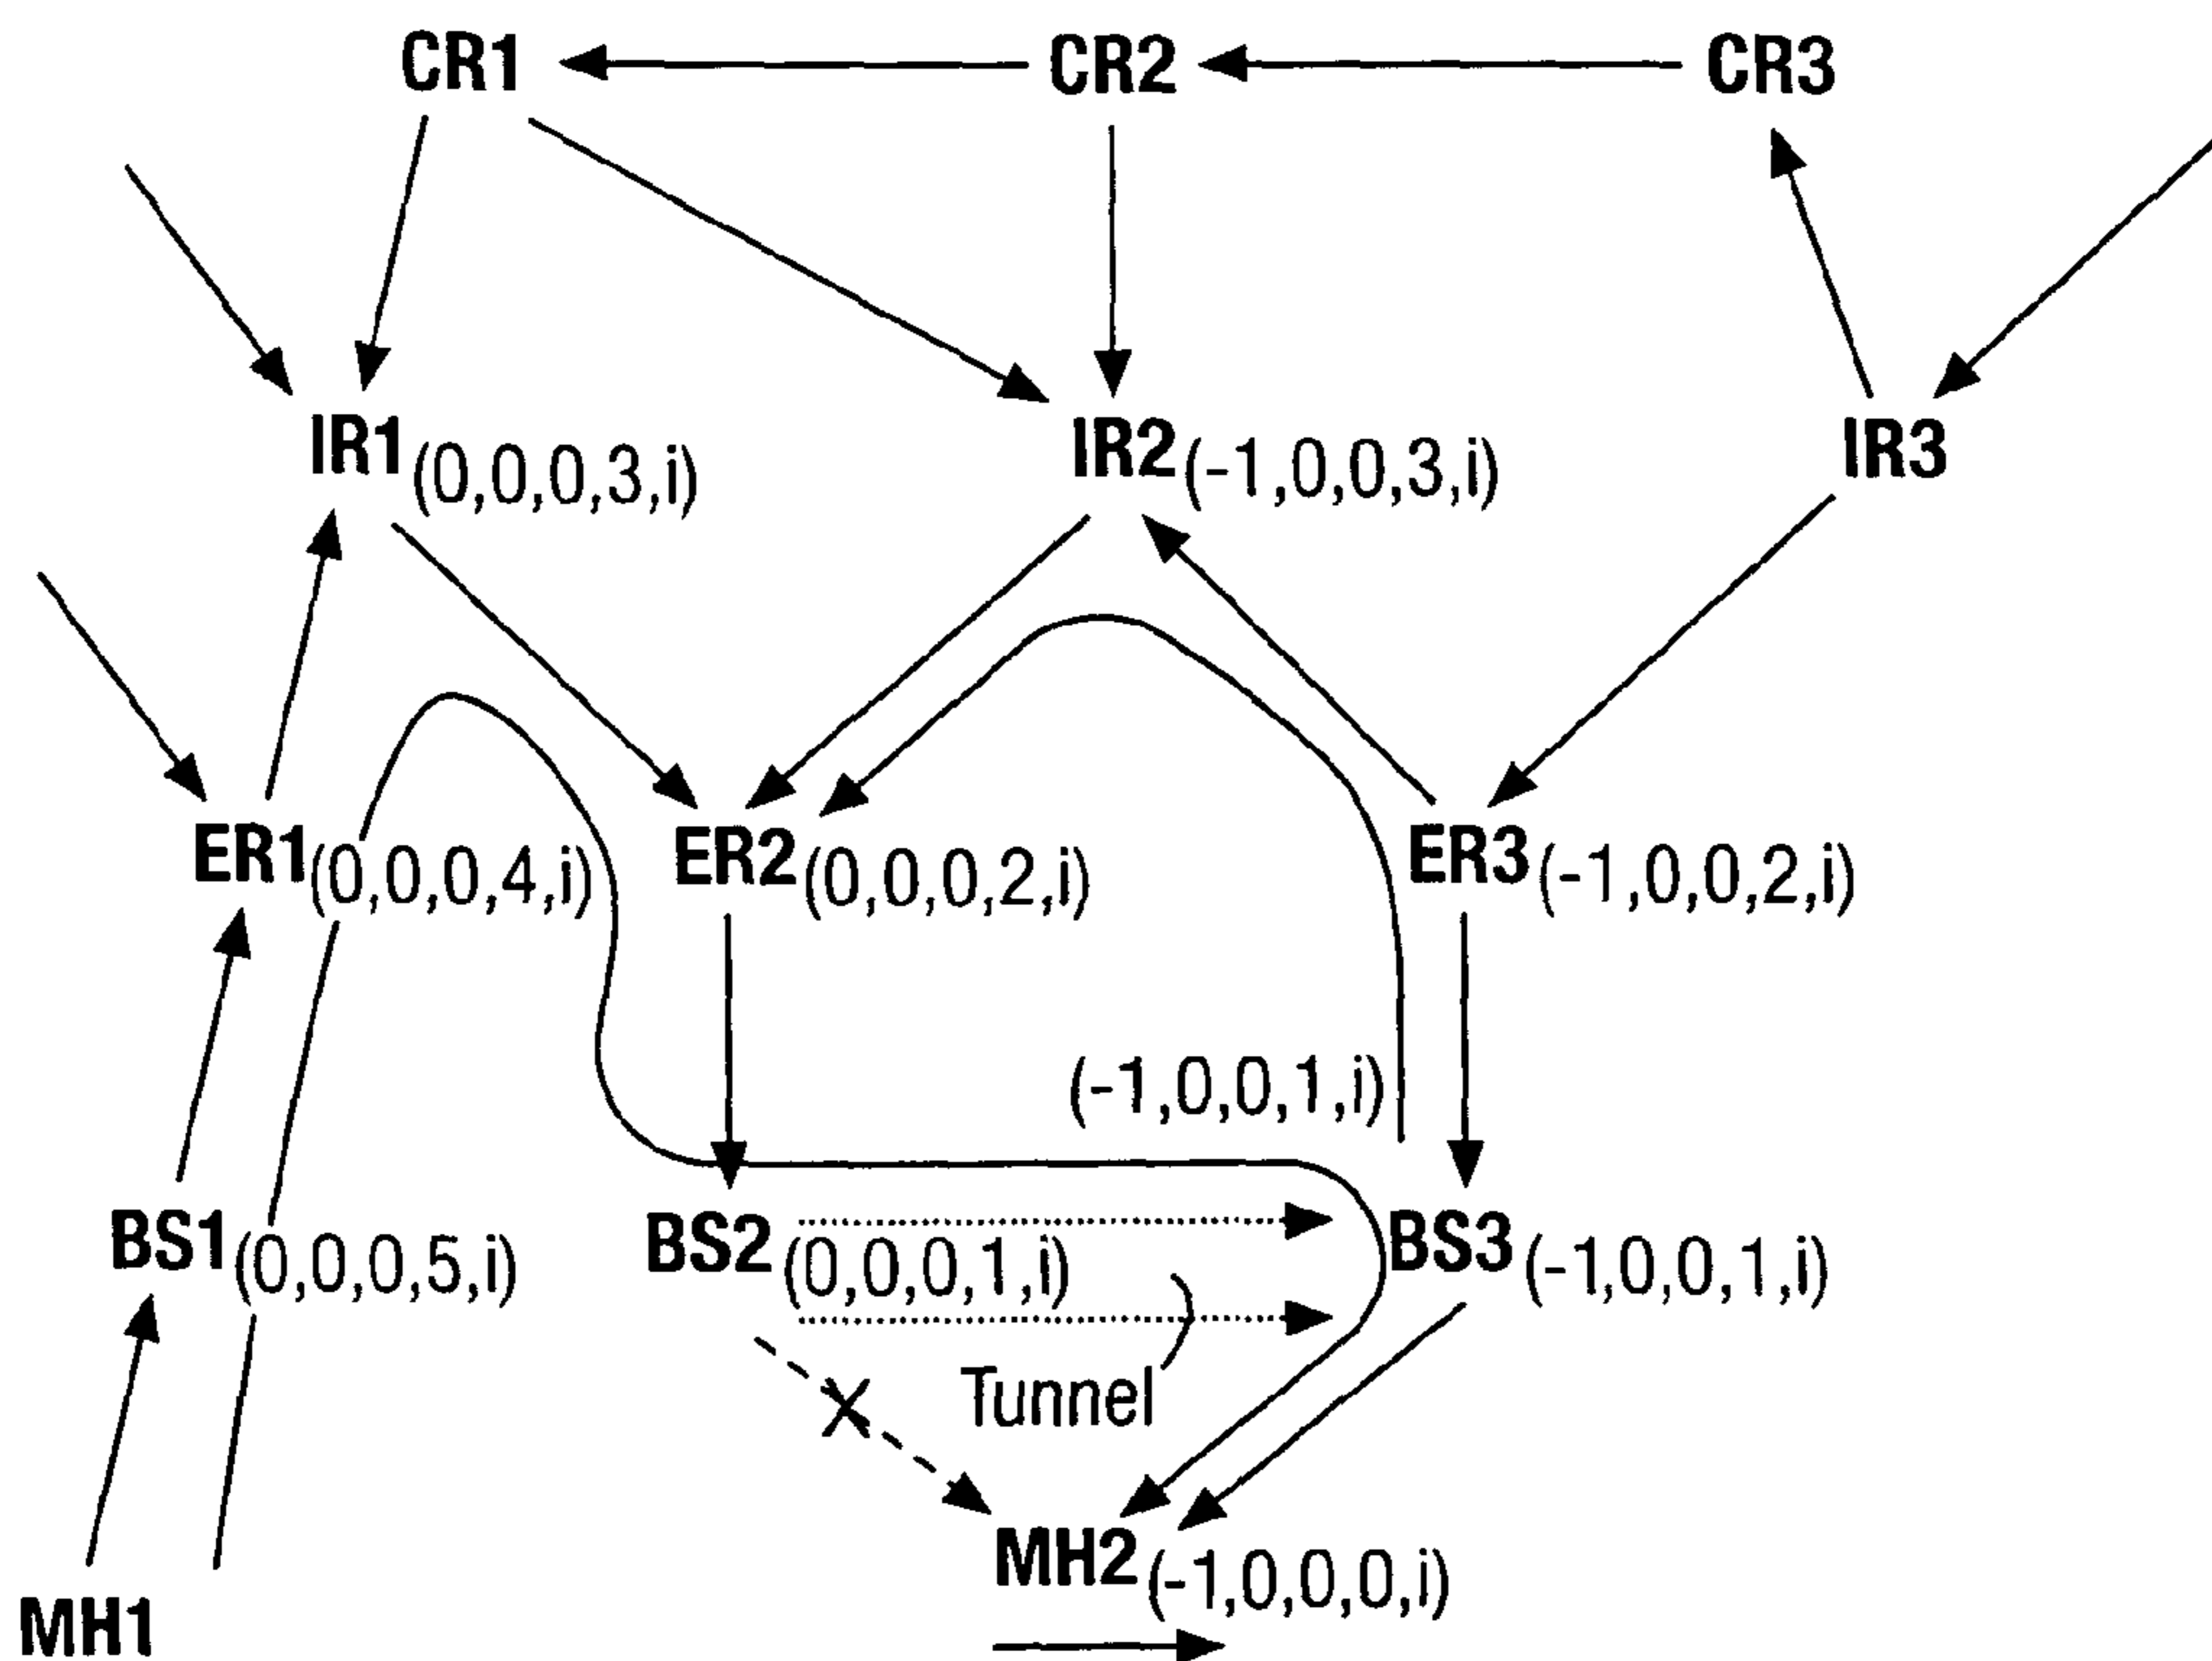 CR1 CR2 CR3
IR1(0,0,0,3,i) IR2(-1,0,0,3,i) IR3
ER1(0,0,0,4,i) ER2(0,0,0,2,i) ER3(-1,0,0,2,i)
(-1,0,0,1,i)
BS1(0,0,0,5,i) BS2(0,0,0,1,i) BS3(-1,0,0,1,i)
Tunnel
X
MH2(-1,0,0,0,i)
MH1